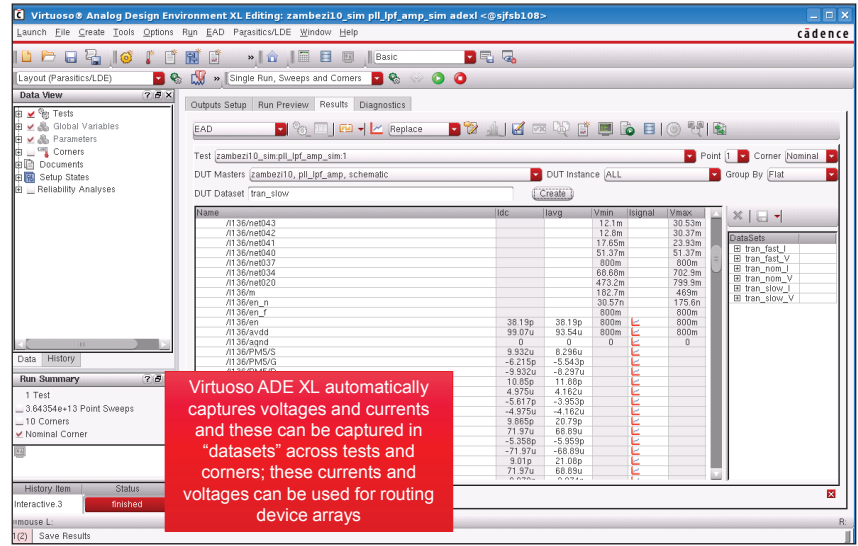 Virtuoso® Analog Design Environment XL Editing: zambezi10_sim pll_lpf_amp_sim adexl <@sjfsb108>
Launch File Create Tools Options Run EAD Parasitics/LDE Window Help
cādence
» Basic
Layout (Parasitics/LDE) » Single Run, Sweeps and Corners
Data View
Tests
Global Variables
Parameters
Corners
Documents
Setup States
Reliability Analyses
Data History
Run Summary
1 Test
3.64354e+13 Point Sweeps
10 Corners
Nominal Corner
History Item Status
Interactive.3 finished
Outputs Setup Run Preview Results Diagnostics
EAD Replace
Test zambezi10_sim:pll_lpf_amp_sim:1 Point 1 Corner Nominal
DUT Masters zambezi10, pll_lpf_amp, schematic DUT Instance ALL Group By Flat
DUT Dataset tran_slow Create
Name Idc Iavg Vmin Isignal Vmax
/I136/net043 12.1m 30.53m
/I136/net042 12.8m 30.37m
/I136/net041 17.65m 23.93m
/I136/net040 51.37m 51.37m
/I136/net037 800m 800m
/I136/net034 68.68m 702.9m
/I136/net020 473.2m 799.9m
/I136/m 182.7m 469m
/I136/en_n 30.57n 175.6n
/I136/en_f 800m 800m
/I136/en 38.19p 38.19p 800m 800m
/I136/avdd 99.07u 93.54u 800m 800m
/I136/agnd 0 0 0 0
/I136/PM5/S 9.932u 8.296u
/I136/PM5/G -6.215p -5.543p
-9.932u -8.297u
10.85p 11.88p
4.975u 4.162u
-5.617p -3.953p
-4.975u -4.162u
9.865p 20.79p
71.97u 68.89u
-5.358p -5.959p
-71.97u -68.89u
9.01p 21.08p
71.97u 68.89u
DataSets
tran_fast_I
tran_fast_V
tran_nom_I
tran_nom_V
tran_slow_I
tran_slow_V
Virtuoso ADE XL automatically
captures voltages and currents
and these can be captured in
“datasets” across tests and
corners; these currents and
voltages can be used for routing
device arrays
mouse L: R:
1(2) Save Results